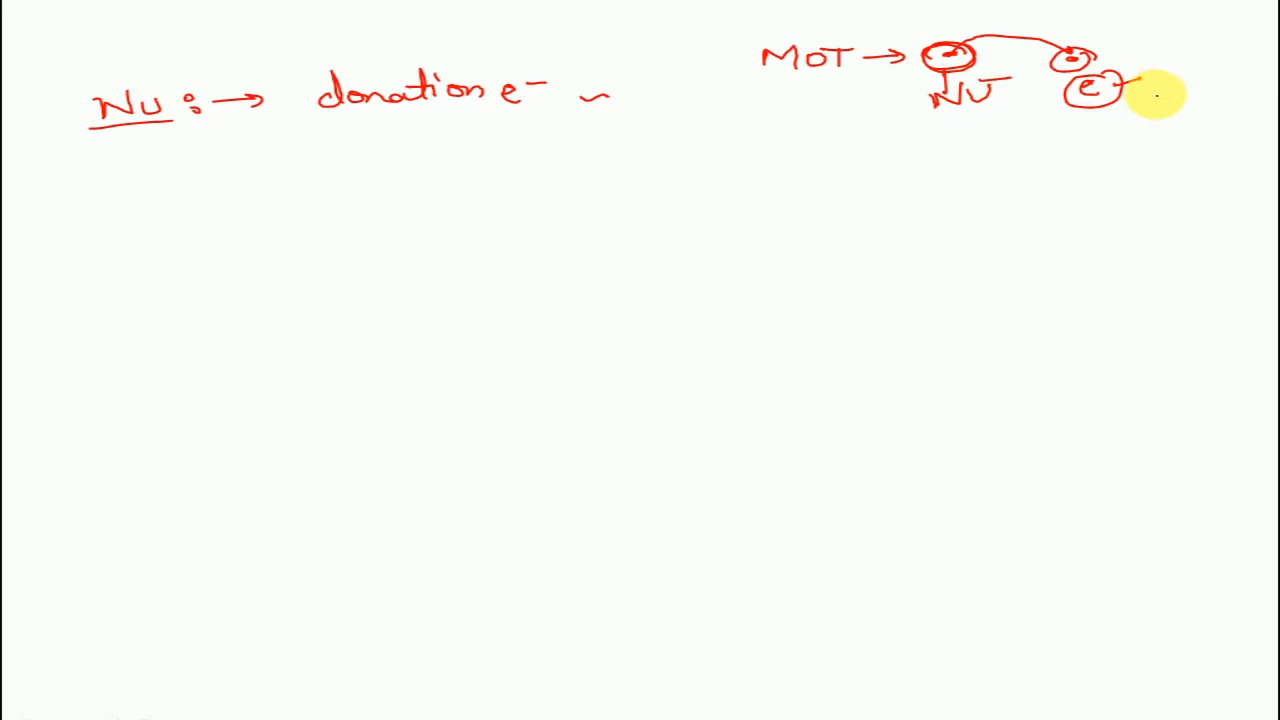 Nu : → donation e⁻
MOT →
Nu⁻
e